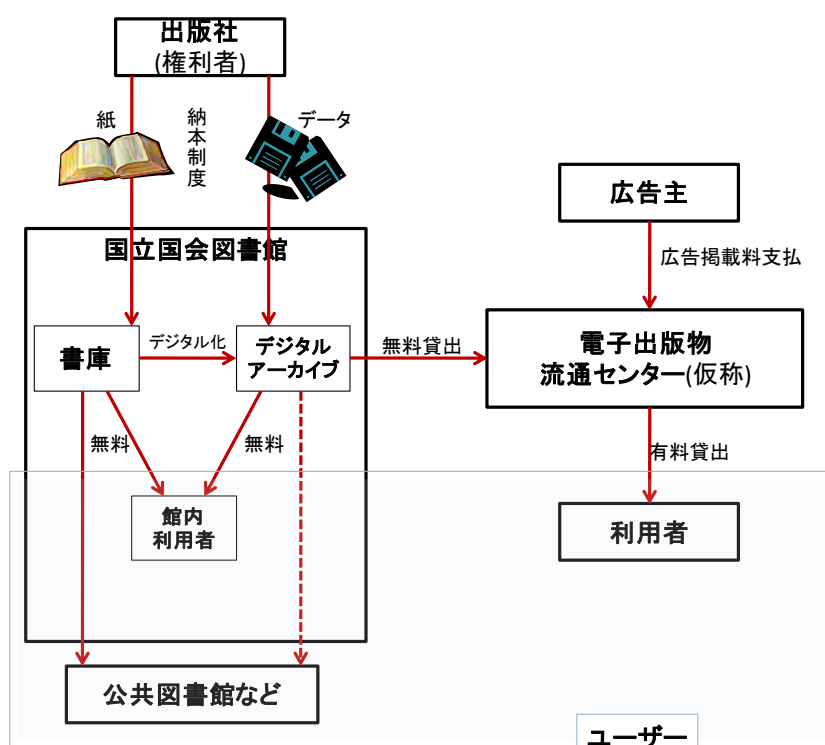 出版社
(権利者)
紙
納本制度
データ
広告主
国立国会図書館
広告掲載料支払
書庫
デジタル化
デジタル
アーカイブ
無料貸出
電子出版物
流通センター(仮称)
無料
無料
有料貸出
館内
利用者
利用者
公共図書館など
ユーザー